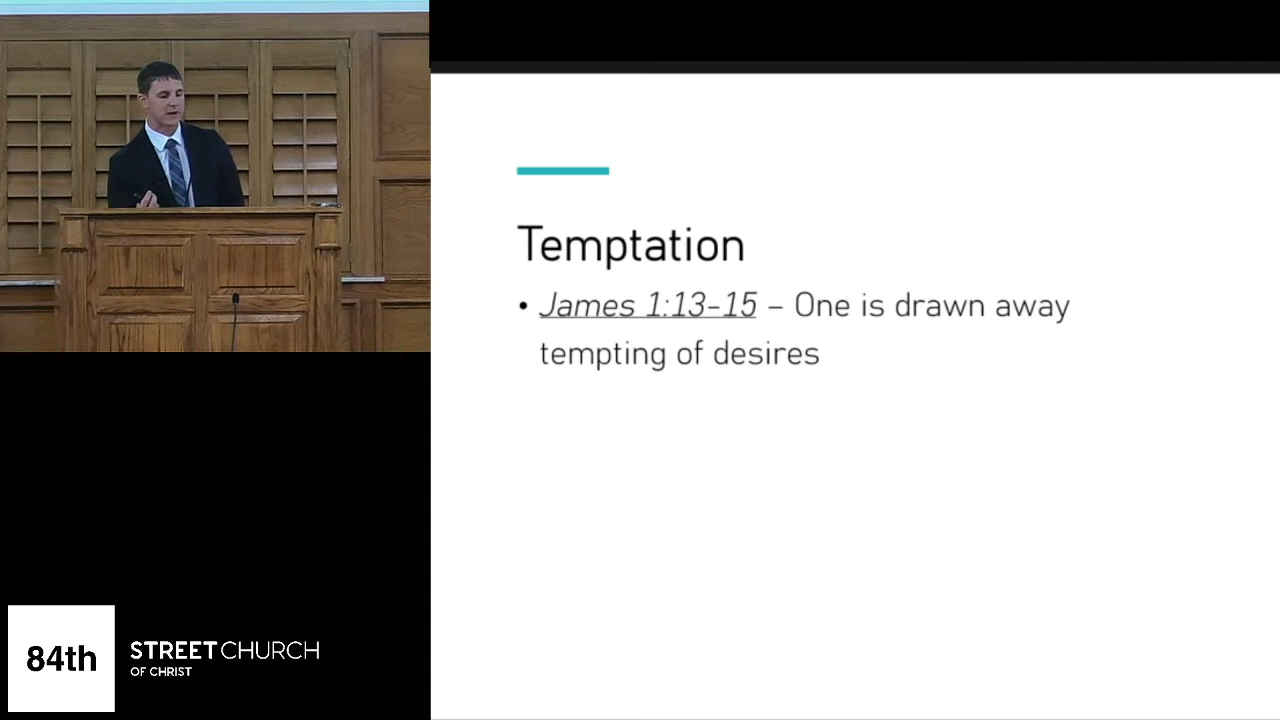 Temptation
• James 1:13-15 – One is drawn away
tempting of desires
84th
STREET CHURCH
OF CHRIST